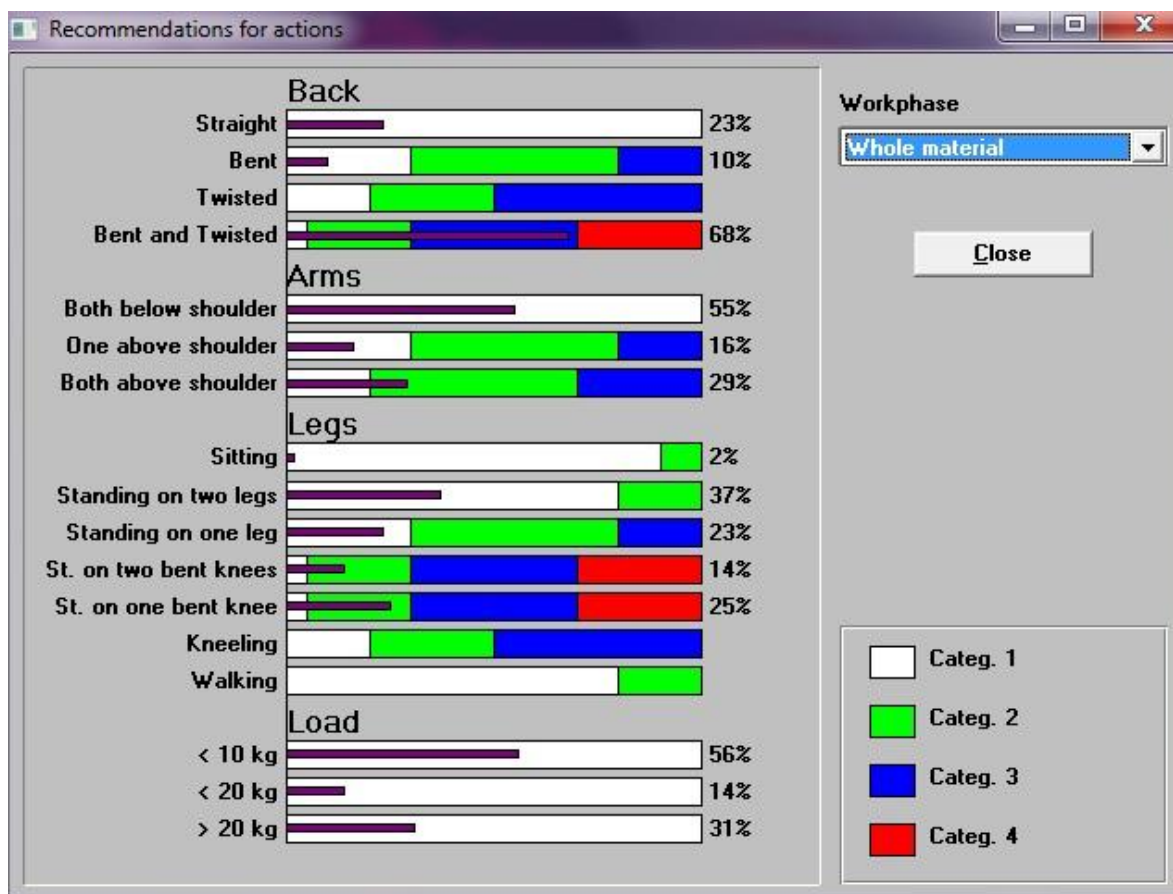 Recommendations for actions
Back
Straight 23%
Bent 10%
Twisted
Bent and Twisted 68%
Arms
Both below shoulder 55%
One above shoulder 16%
Both above shoulder 29%
Legs
Sitting 2%
Standing on two legs 37%
Standing on one leg 23%
St. on two bent knees 14%
St. on one bent knee 25%
Kneeling
Walking
Load
< 10 kg 56%
< 20 kg 14%
> 20 kg 31%
Workphase
Whole material
Close
Categ. 1
Categ. 2
Categ. 3
Categ. 4